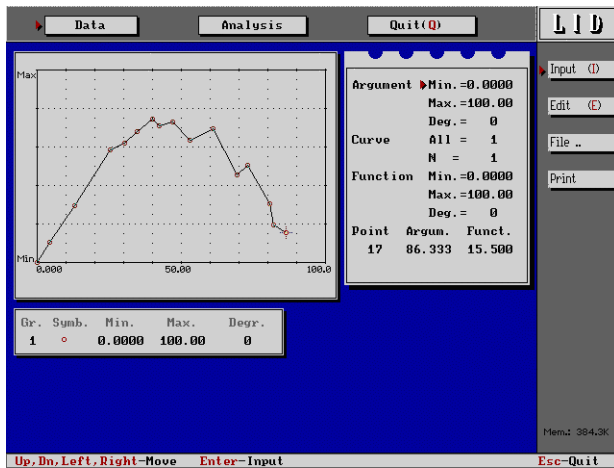 Data Analysis Quit(Q) LID
Max
Min
0.000 50.00 100.0
Argument Min.=0.0000
Max.=100.00
Deg.= 0
Curve All = 1
N = 1
Function Min.=0.0000
Max.=100.00
Deg.= 0
Point Argum. Funct.
17 86.333 15.500
Input (I)
Edit (E)
File ..
Print
Gr. Symb. Min. Max. Degr.
1 0.0000 100.00 0
Mem.: 384.3K
Up,Dn,Left,Right-Move Enter-Input Esc-Quit